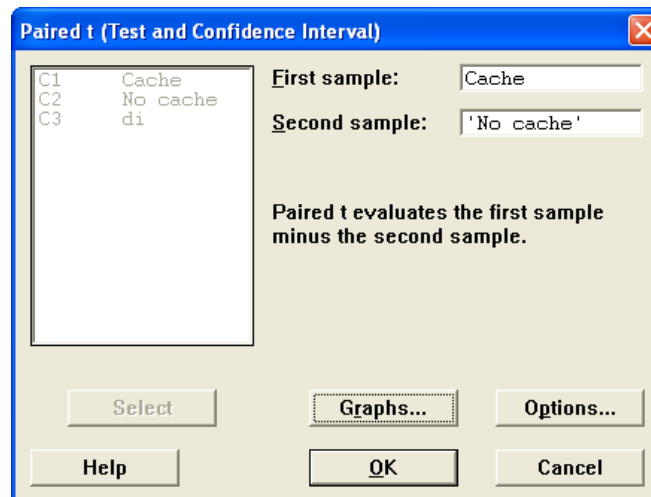 Paired t (Test and Confidence Interval)
C1 Cache
C2 No cache
C3 di
First sample: Cache
Second sample: 'No cache'
Paired t evaluates the first sample
minus the second sample.
Select Graphs... Options...
Help OK Cancel